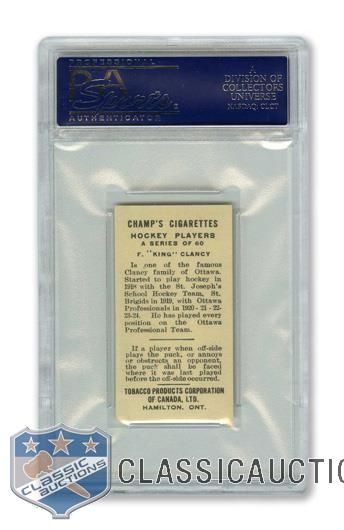 PROFESSIONAL
PSA
Sports
AUTHENTICATOR
A
DIVISION OF
COLLECTORS
UNIVERSE
NASDAQ: CLCT
CHAMP'S CIGARETTES
HOCKEY PLAYERS
A SERIES OF 60
F. "KING" CLANCY
Is one of the famous
Clancy family of Ottawa.
Started to play hockey in
1918 with the St. Joseph's
School Hockey Team, St.
Brigids in 1919, with Ottawa
Professionals in 1920-21-22-
23-24. He has played every
position on the Ottawa
Professional Team.
If a player when off-side
plays the puck, or annoys
or obstructs an opponent,
the puck shall be faced
where it was last played
before the off-side occurred.
TOBACCO PRODUCTS CORPORATION
OF CANADA, LTD.
HAMILTON, ONT.
CLASSIC
AUCTIONS
CLASSICAUCTIO